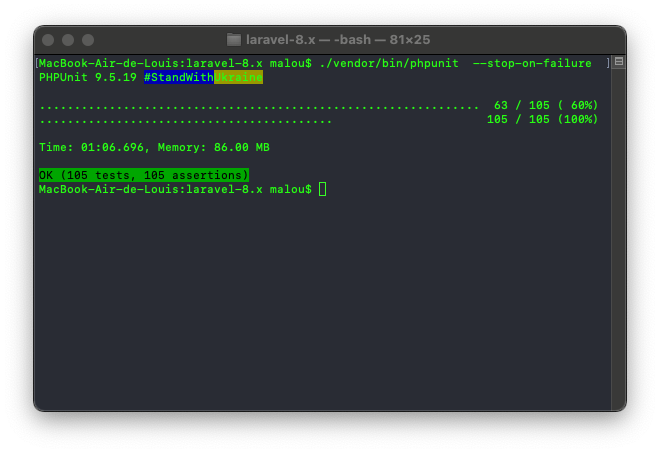 laravel-8.x — -bash — 81×25
[MacBook-Air-de-Louis:laravel-8.x malou$ ./vendor/bin/phpunit  --stop-on-failure  ]
PHPUnit 9.5.19 #StandWithUkraine
...............................................................  63 / 105 ( 60%)
..........................................                      105 / 105 (100%)
Time: 01:06.696, Memory: 86.00 MB
OK (105 tests, 105 assertions)
MacBook-Air-de-Louis:laravel-8.x malou$